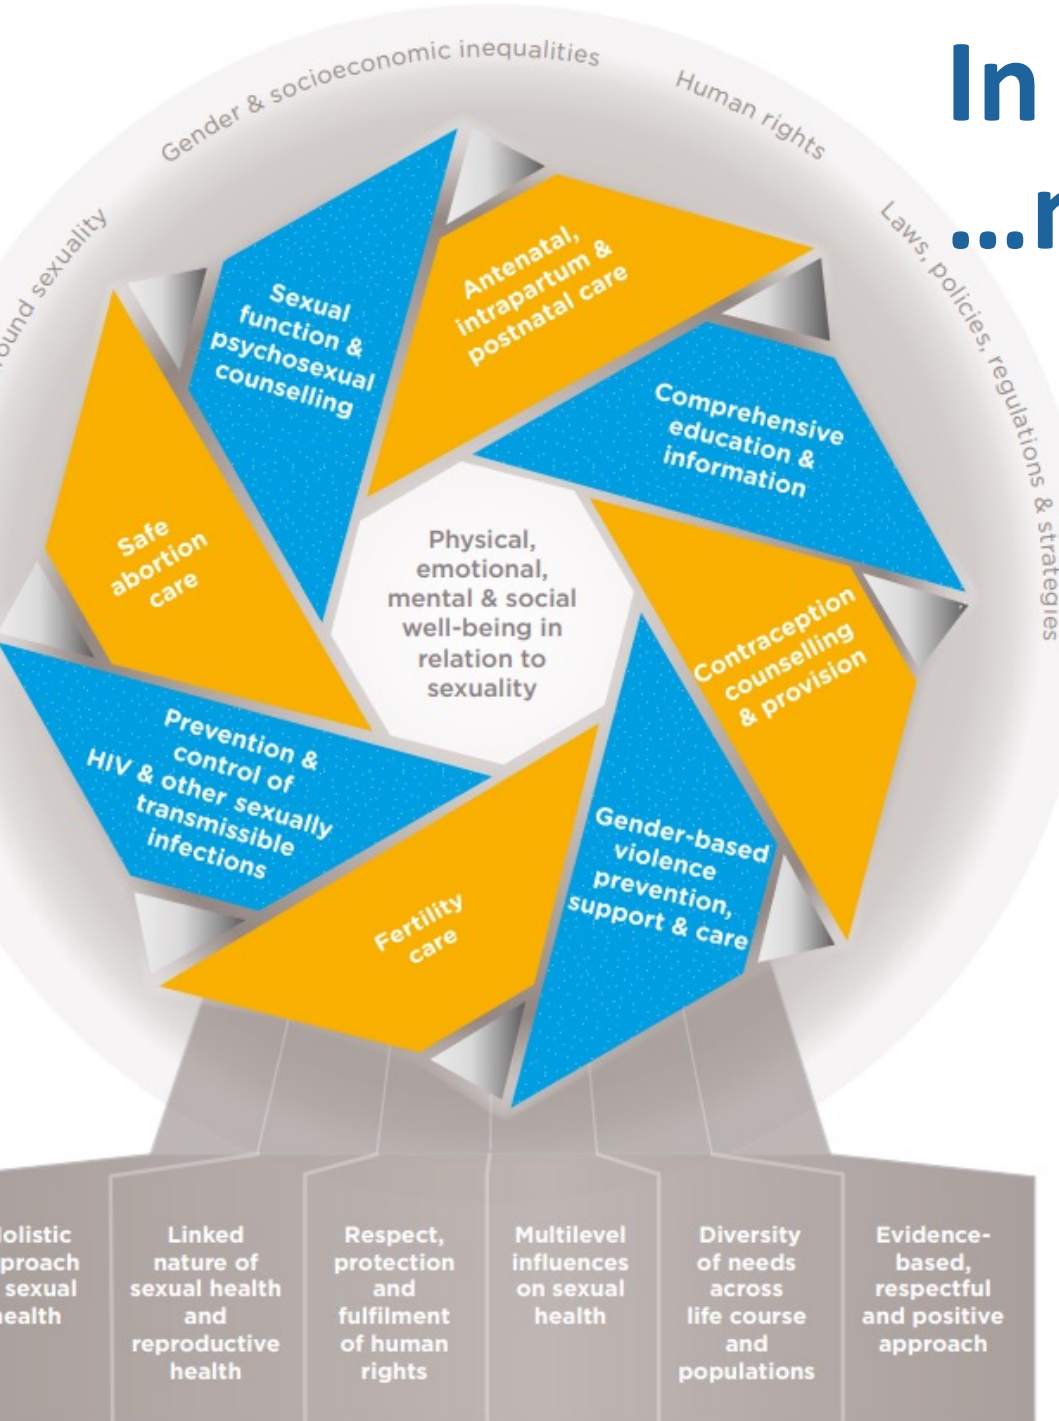 In
...
Gender & socioeconomic inequalities
Human rights
Laws, policies, regulations & strategies
sexuality
Sexual
function &
psychosexual
counselling
Antenatal,
intrapartum &
postnatal care
Comprehensive
education &
information
Safe
abortion
care
Physical,
emotional,
mental & social
well-being in
relation to
sexuality
Contraception
counselling
& provision
Prevention &
control of
HIV & other sexually
transmissible
infections
Gender-based
violence
prevention,
support & care
Fertility
care
sexual
Linked
nature of
sexual health
and
reproductive
health
Respect,
protection
and
fulfilment
of human
rights
Multilevel
influences
on sexual
health
Diversity
of needs
across
life course
and
populations
Evidence-
based,
respectful
and positive
approach